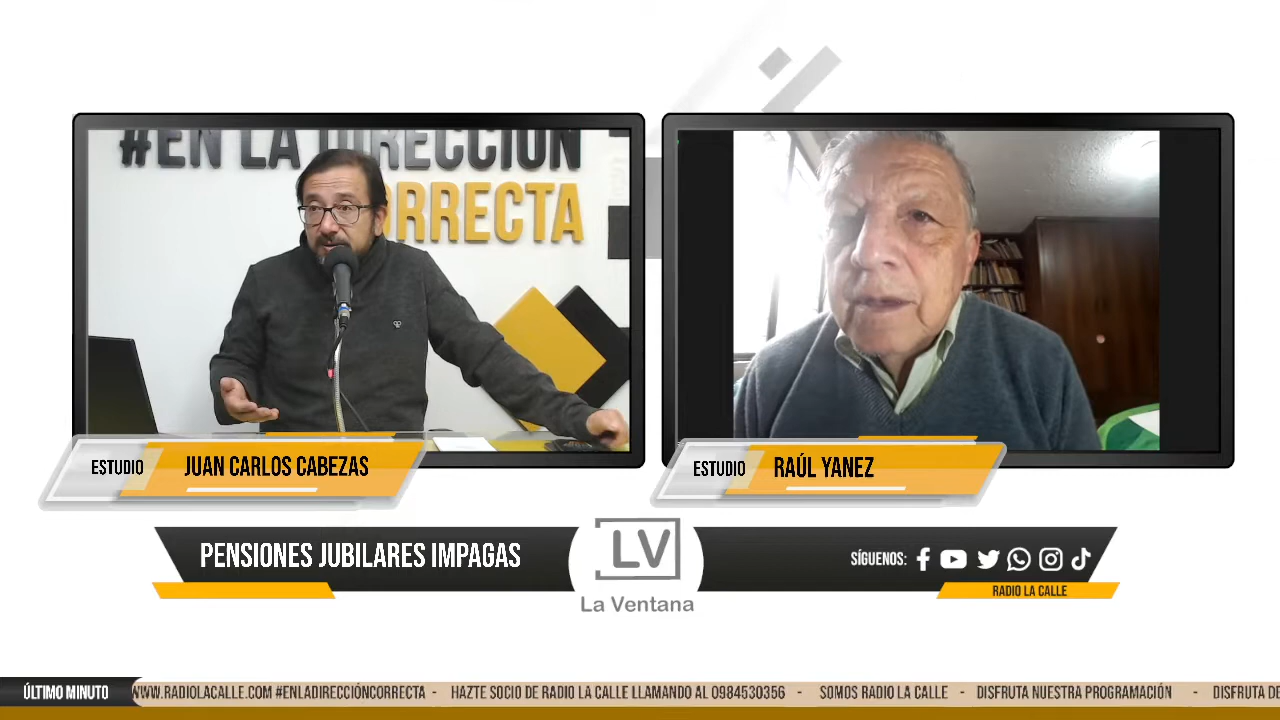 #EN LA DIRECCIÓN
CORRECTA
ESTUDIO
JUAN CARLOS CABEZAS
ESTUDIO
RAÚL YANEZ
PENSIONES JUBILARES IMPAGAS
LV
La Ventana
SÍGUENOS:
RADIO LA CALLE
ÚLTIMO MINUTO
WWW.RADIOLACALLE.COM #ENLADIRECCIÓNCORRECTA - HAZTE SOCIO DE RADIO LA CALLE LLAMANDO AL 0984530356 - SOMOS RADIO LA CALLE - DISFRUTA NUESTRA PROGRAMACIÓN - DISFRUTA DE